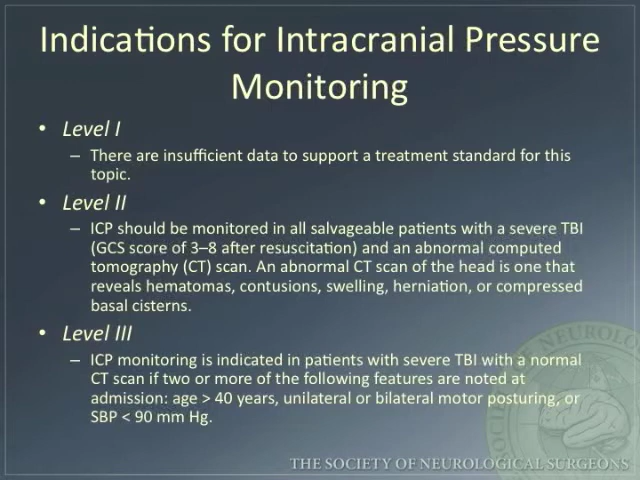 Indications for Intracranial Pressure
Monitoring
• Level I
– There are insufficient data to support a treatment standard for this
topic.
• Level II
– ICP should be monitored in all salvageable patients with a severe TBI
(GCS score of 3–8 after resuscitation) and an abnormal computed
tomography (CT) scan. An abnormal CT scan of the head is one that
reveals hematomas, contusions, swelling, herniation, or compressed
basal cisterns.
• Level III
– ICP monitoring is indicated in patients with severe TBI with a normal
CT scan if two or more of the following features are noted at
admission: age > 40 years, unilateral or bilateral motor posturing, or
SBP < 90 mm Hg.
THE SOCIETY OF NEUROLOGICAL SURGEONS